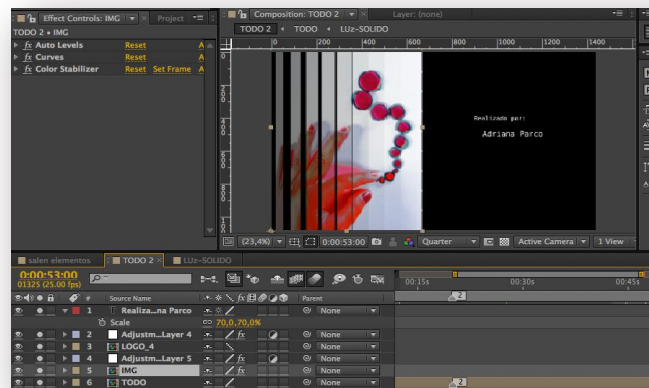 Effect Controls: IMG
Project
TODO 2 • IMG
fx Auto Levels Reset A
fx Curves Reset A
fx Color Stabilizer Reset Set Frame A
Composition: TODO 2
Layer: (none)
TODO 2 TODO LUz-SOLIDO
0 200 400 600 800 1000 1200 1400
Realizado por:
Adriana Parco
(23,4%) 0:00:53:00 Quarter Active Camera 1 View
salen elementos TODO 2 LUz-SOLIDO
0:00:53:00
01325 (25.00 fps)
00:15s 00:30s 00:45s
# Source Name fx Parent
1 T Realiza...na Parco None
Scale 70,0,70,0%
2 Adjustm...Layer 4 fx None
3 LOGO_4 None
4 Adjustm...Layer 5 fx None
5 IMG fx None
6 TODO None
2
2